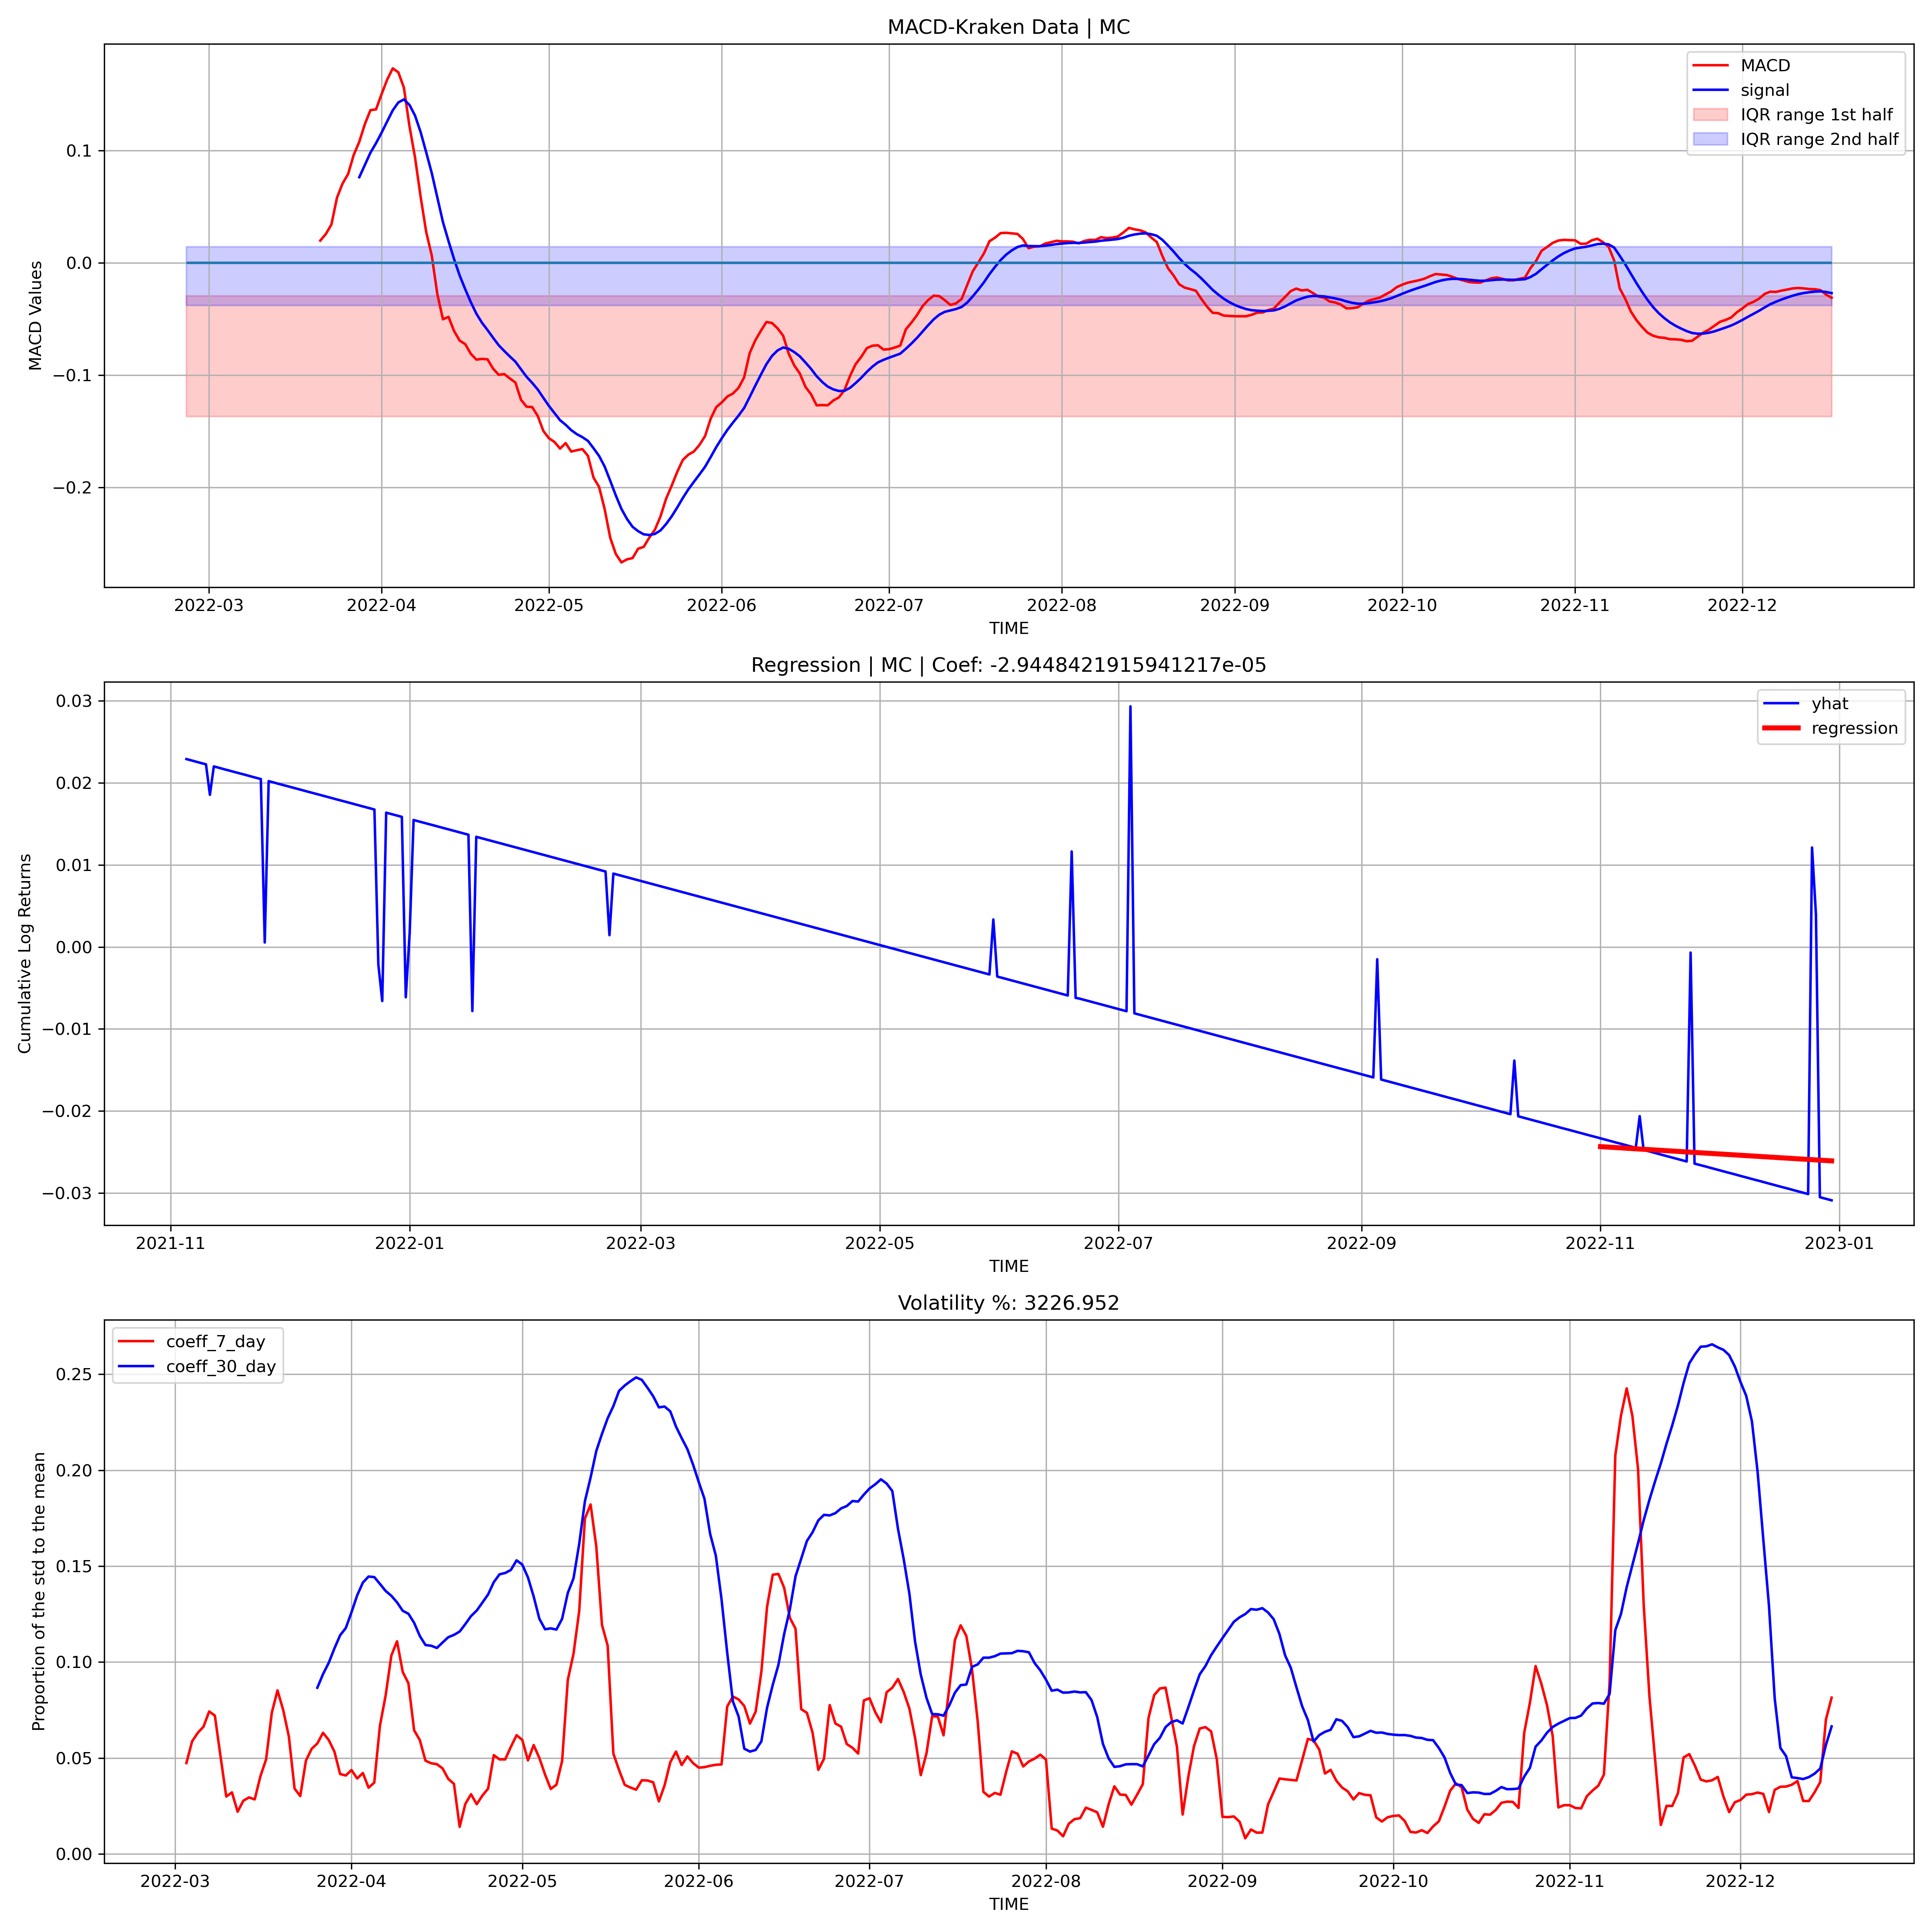 MACD-Kraken Data | MC
MACD
signal
IQR range 1st half
IQR range 2nd half
MACD Values
0.1
0.0
−0.1
−0.2
2022-03 2022-04 2022-05 2022-06 2022-07 2022-08 2022-09 2022-10 2022-11 2022-12
TIME
Regression | MC | Coef: -2.9448421915941217e-05
yhat
regression
Cumulative Log Returns
0.03
0.02
0.01
0.00
−0.01
−0.02
−0.03
2021-11 2022-01 2022-03 2022-05 2022-07 2022-09 2022-11 2023-01
TIME
Volatility %: 3226.952
coeff_7_day
coeff_30_day
Proportion of the std to the mean
0.25
0.20
0.15
0.10
0.05
0.00
2022-03 2022-04 2022-05 2022-06 2022-07 2022-08 2022-09 2022-10 2022-11 2022-12
TIME